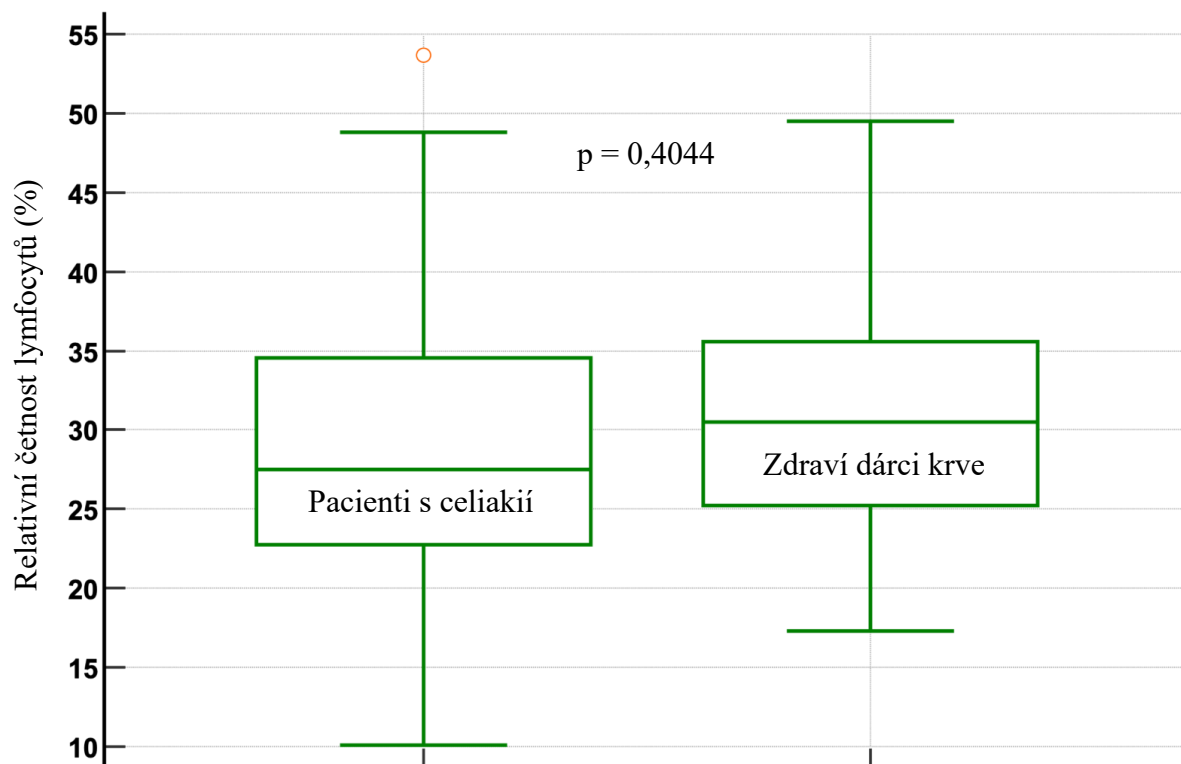 Relativní četnost lymfocytů (%)
55
50
45
40
35
30
25
20
15
10
p = 0,4044
Pacienti s celiakií
Zdraví dárci krve